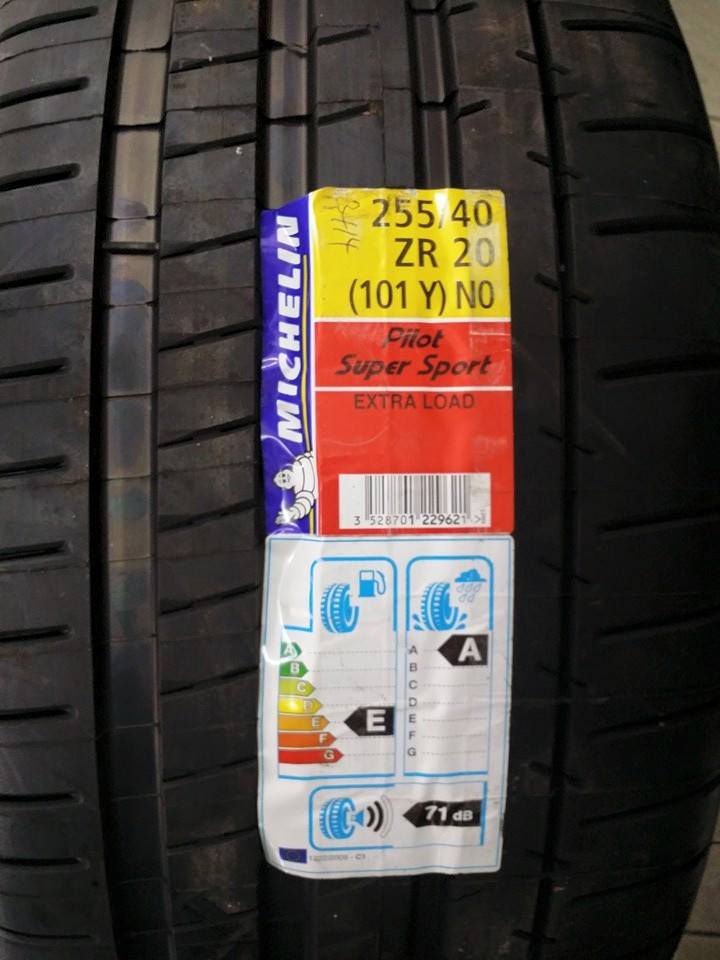 MICHELIN
255/40
ZR 20
(101 Y) N0
Pilot
Super Sport
EXTRA LOAD
3 528701 229621 >
A
B
C
D
E
F
G
E
A
B
C
D
E
F
G
A
71 dB